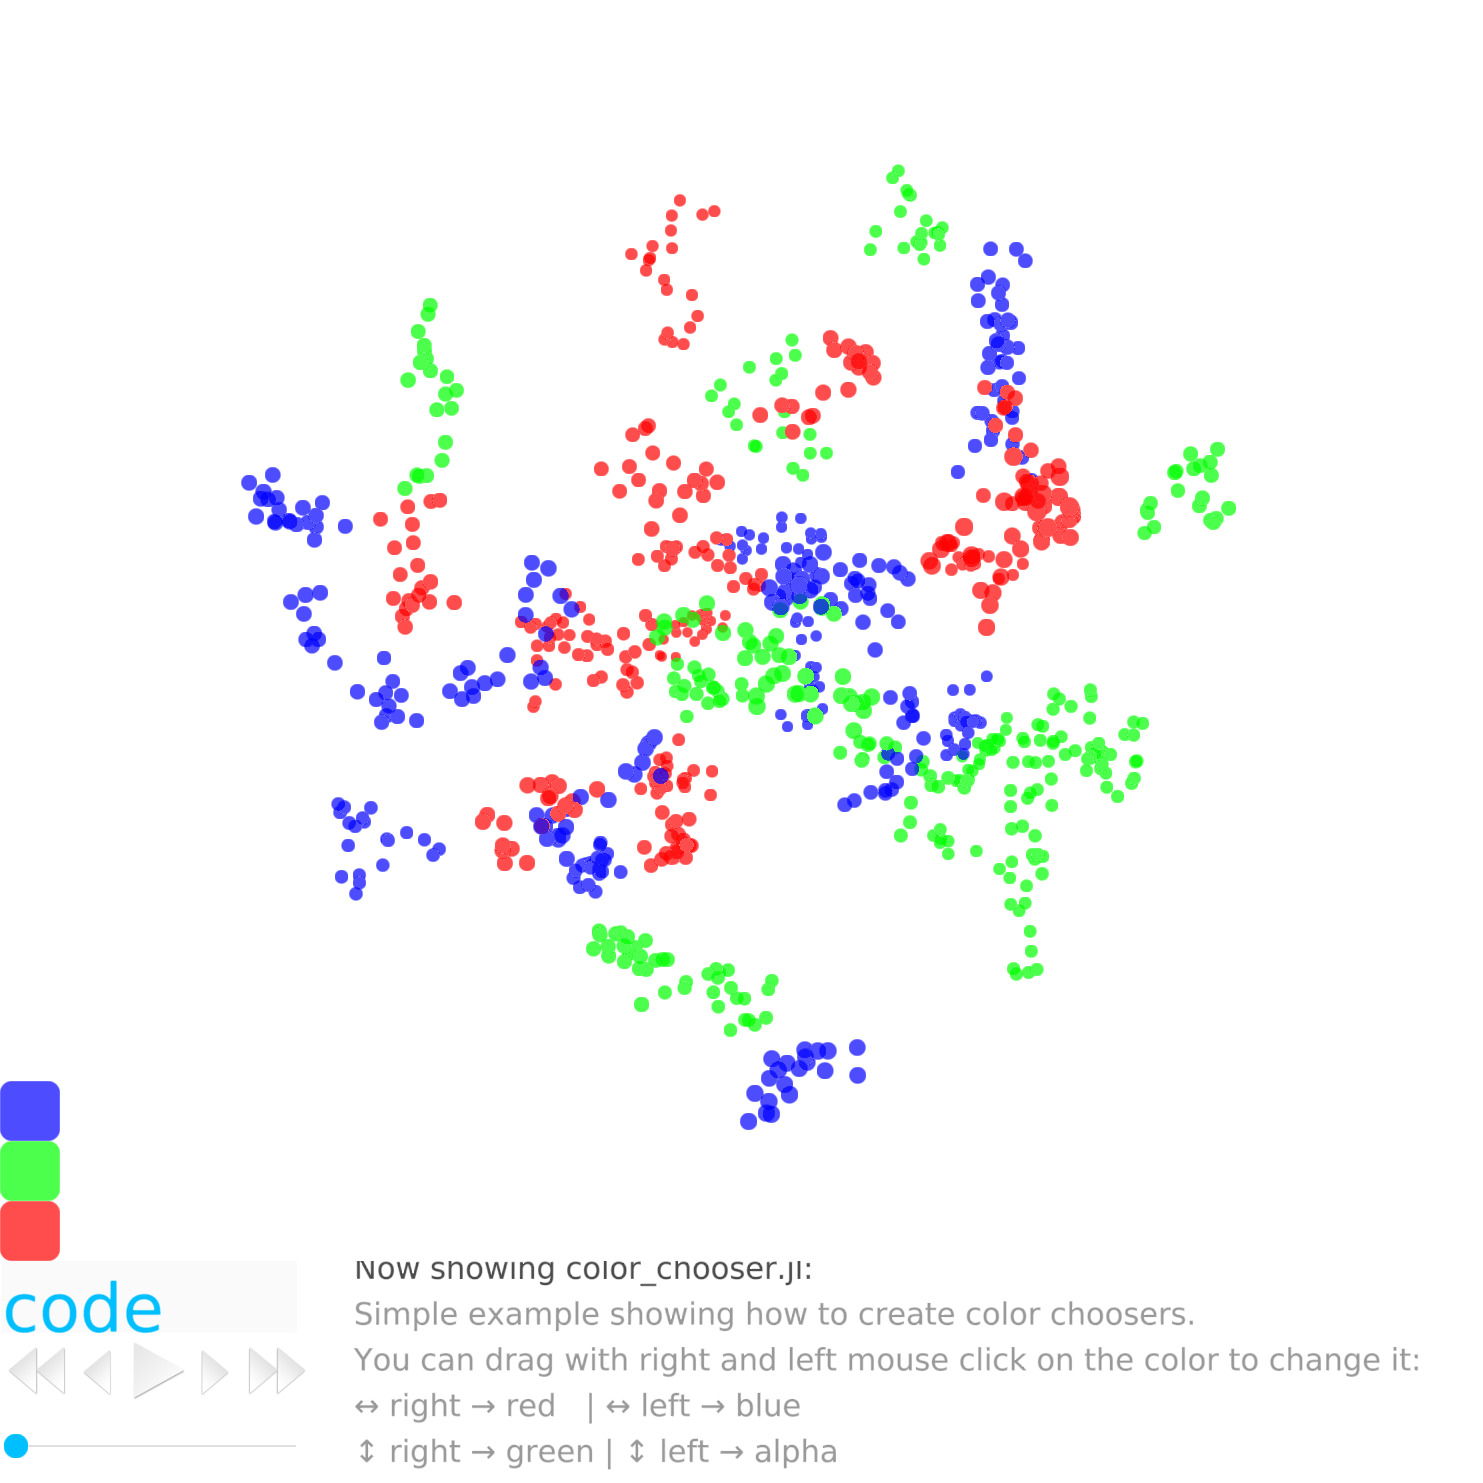 Now showing color_chooser.jl:
code
Simple example showing how to create color choosers.
You can drag with right and left mouse click on the color to change it:
↔ right → red | ↔ left → blue
↕ right → green | ↕ left → alpha